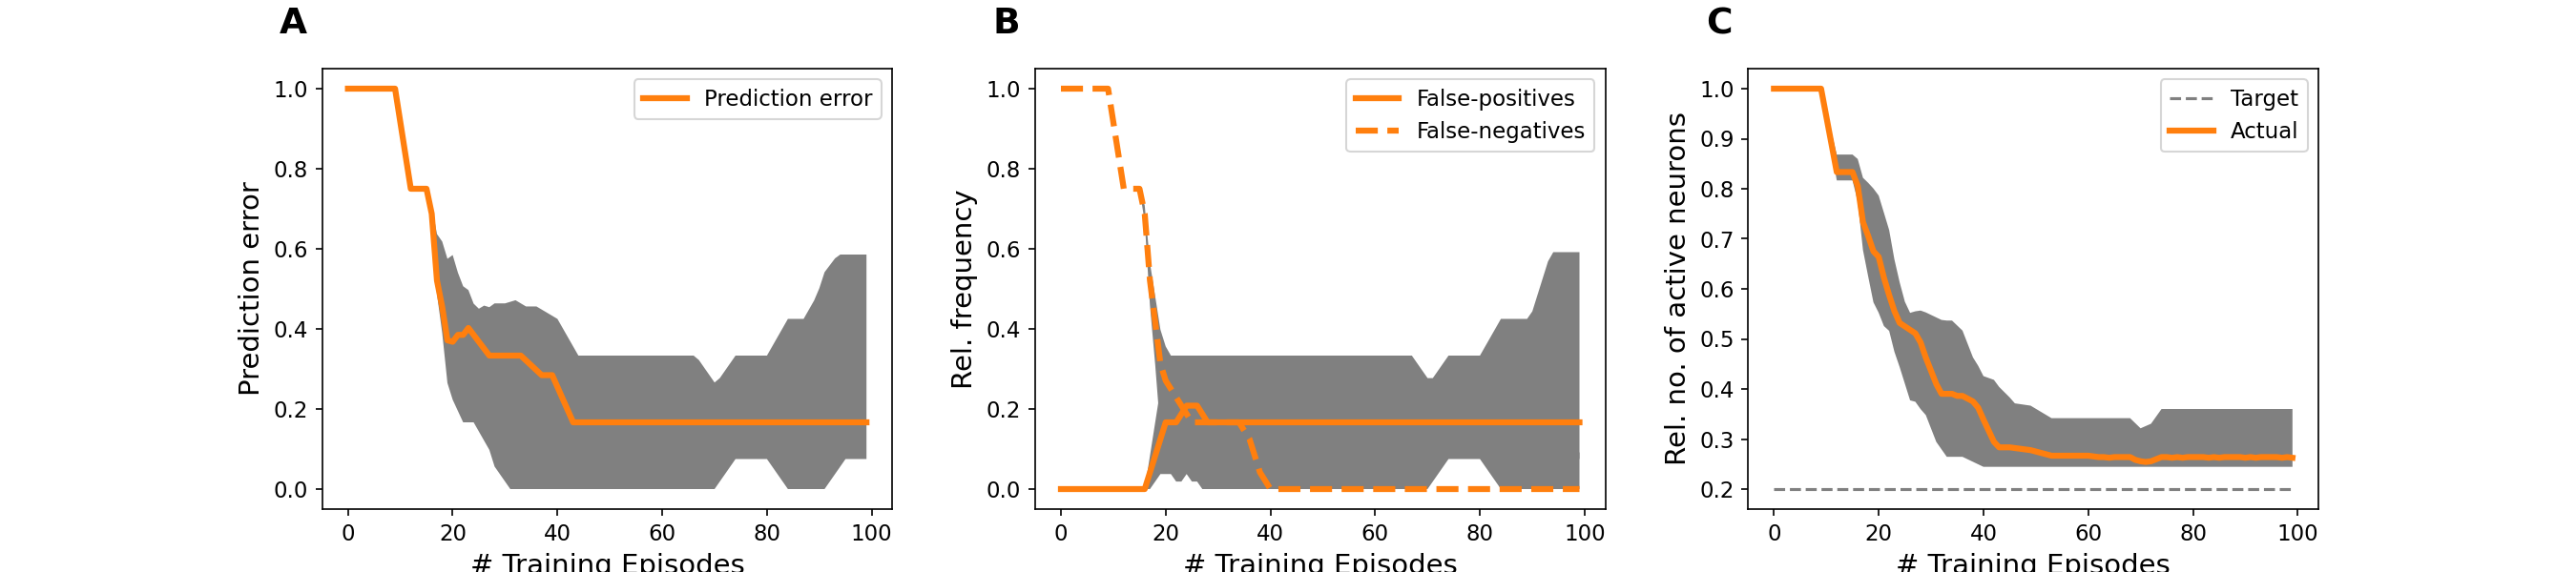 A
Prediction error
1.0
0.8
0.6
0.4
0.2
0.0
Prediction error
0
20
40
60
80
100
# Training Episodes
B
Rel. frequency
1.0
0.8
0.6
0.4
0.2
0.0
False-positives
False-negatives
0
20
40
60
80
100
# Training Episodes
C
Rel. no. of active neurons
1.0
0.9
0.8
0.7
0.6
0.5
0.4
0.3
0.2
Target
Actual
0
20
40
60
80
100
# Training Episodes